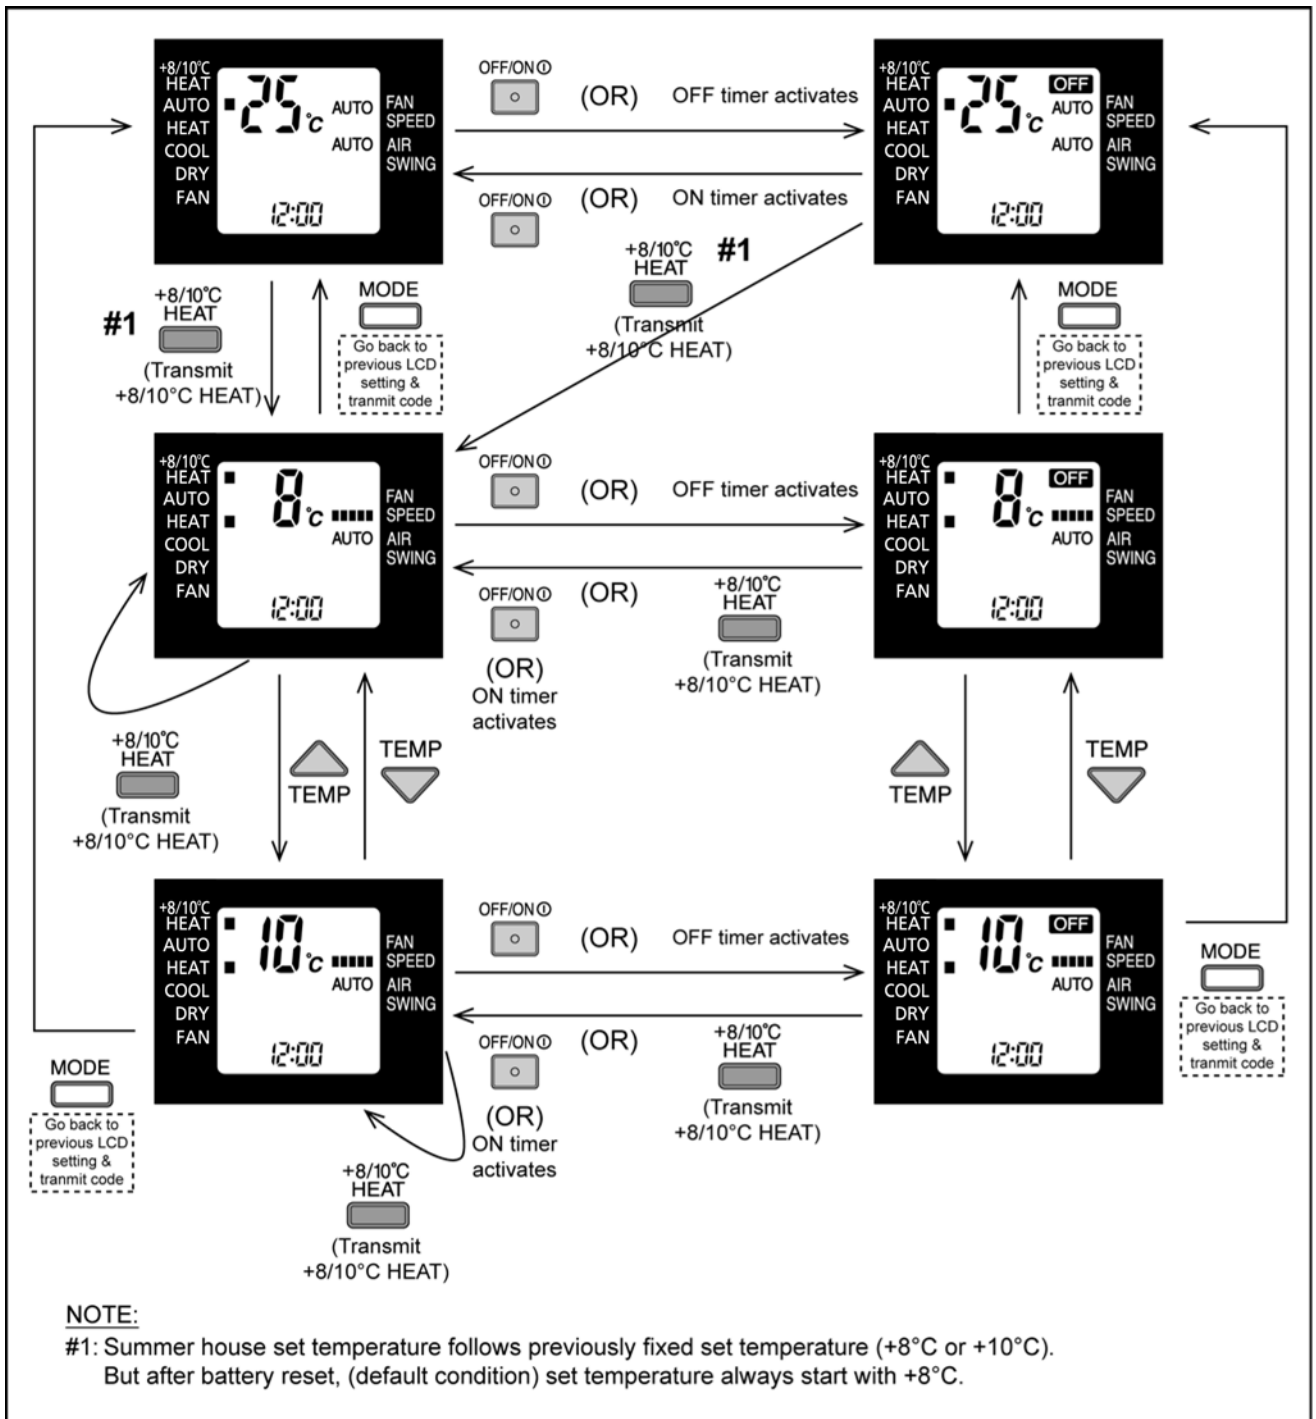 +8/10°C
HEAT
AUTO
HEAT
COOL
DRY
FAN
25°C
AUTO
AUTO
12:00
FAN
SPEED
AIR
SWING
OFF/ON
(OR) OFF timer activates
OFF/ON
(OR) ON timer activates
+8/10°C
HEAT
AUTO
HEAT
COOL
DRY
FAN
25°C
OFF
AUTO
AUTO
12:00
FAN
SPEED
AIR
SWING
#1
+8/10°C
HEAT
(Transmit
+8/10°C HEAT)
MODE
Go back to
previous LCD
setting &
tranmit code
+8/10°C
HEAT
#1
(Transmit
+8/10°C HEAT)
MODE
Go back to
previous LCD
setting &
tranmit code
+8/10°C
HEAT
AUTO
HEAT
COOL
DRY
FAN
8°C
AUTO
12:00
FAN
SPEED
AIR
SWING
OFF/ON
(OR) OFF timer activates
OFF/ON
(OR)
(OR)
ON timer
activates
+8/10°C
HEAT
(Transmit
+8/10°C HEAT)
+8/10°C
HEAT
AUTO
HEAT
COOL
DRY
FAN
8°C
OFF
AUTO
12:00
FAN
SPEED
AIR
SWING
+8/10°C
HEAT
(Transmit
+8/10°C HEAT)
TEMP
TEMP
TEMP
TEMP
+8/10°C
HEAT
AUTO
HEAT
COOL
DRY
FAN
10°C
AUTO
12:00
FAN
SPEED
AIR
SWING
OFF/ON
(OR) OFF timer activates
OFF/ON
(OR)
(OR)
ON timer
activates
+8/10°C
HEAT
(Transmit
+8/10°C HEAT)
+8/10°C
HEAT
AUTO
HEAT
COOL
DRY
FAN
10°C
OFF
AUTO
12:00
FAN
SPEED
AIR
SWING
MODE
Go back to
previous LCD
setting &
tranmit code
MODE
Go back to
previous LCD
setting &
tranmit code
+8/10°C
HEAT
(Transmit
+8/10°C HEAT)
NOTE:
#1: Summer house set temperature follows previously fixed set temperature (+8°C or +10°C).
But after battery reset, (default condition) set temperature always start with +8°C.